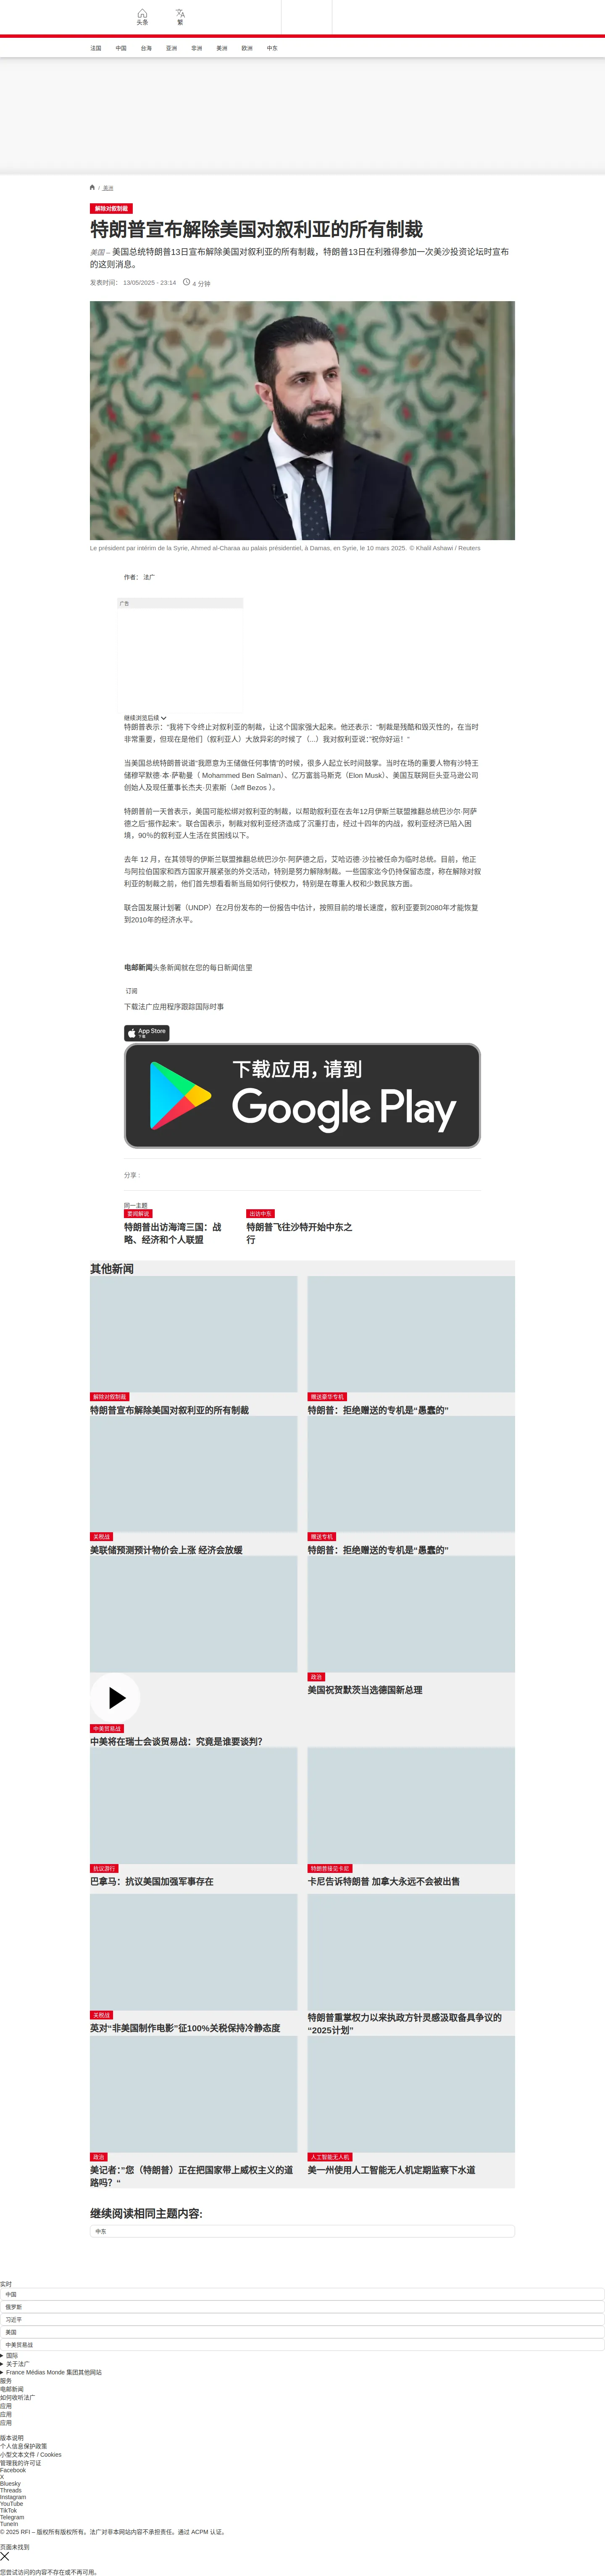 头条
繁
法国
中国
台海
亚洲
非洲
美洲
欧洲
中东
/ 美洲
解除对叙制裁
特朗普宣布解除美国对叙利亚的所有制裁
美国 – 美国总统特朗普13日宣布解除美国对叙利亚的所有制裁，特朗普13日在利雅得参加一次美沙投资论坛时宣布
的这则消息。
发表时间： 13/05/2025 - 23:14
4 分钟
Le président par intérim de la Syrie, Ahmed al-Charaa au palais présidentiel, à Damas, en Syrie, le 10 mars 2025. © Khalil Ashawi / Reuters
作者： 法广
广告
继续浏览后续
特朗普表示："我将下令终止对叙利亚的制裁，让这个国家强大起来。他还表示："制裁是残酷和毁灭性的，在当时
非常重要，但现在是他们（叙利亚人）大放异彩的时候了（...）我对叙利亚说："祝你好运！"
当美国总统特朗普说道"我愿意为王储做任何事情"的时候，很多人起立长时间鼓掌。当时在场的重要人物有沙特王
储穆罕默德·本·萨勒曼（ Mohammed Ben Salman）、亿万富翁马斯克（Elon Musk）、美国互联网巨头亚马逊公司
创始人及现任董事长杰夫·贝索斯（Jeff Bezos ）。
特朗普前一天曾表示，美国可能松绑对叙利亚的制裁，以帮助叙利亚在去年12月伊斯兰联盟推翻总统巴沙尔·阿萨
德之后"振作起来"。联合国表示，制裁对叙利亚经济造成了沉重打击，经过十四年的内战，叙利亚经济已陷入困
境，90％的叙利亚人生活在贫困线以下。
去年 12 月，在其领导的伊斯兰联盟推翻总统巴沙尔·阿萨德之后，艾哈迈德·沙拉被任命为临时总统。目前，他正
与阿拉伯国家和西方国家开展紧张的外交活动，特别是努力解除制裁。一些国家迄今仍持保留态度，称在解除对叙
利亚的制裁之前，他们首先想看看新当局如何行使权力，特别是在尊重人权和少数民族方面。
联合国发展计划署（UNDP）在2月份发布的一份报告中估计，按照目前的增长速度，叙利亚要到2080年才能恢复
到2010年的经济水平。
电邮新闻头条新闻就在您的每日新闻信里
订阅
下载法广应用程序跟踪国际时事
App Store
下载
下载应用，请到
Google Play
分享 :
同一主题
要闻解说
特朗普出访海湾三国：战
略、经济和个人联盟
出访中东
特朗普飞往沙特开始中东之
行
其他新闻
解除对叙制裁
特朗普宣布解除美国对叙利亚的所有制裁
赠送豪华专机
特朗普：拒绝赠送的专机是“愚蠢的”
关税战
美联储预测预计物价会上涨 经济会放缓
赠送专机
特朗普：拒绝赠送的专机是“愚蠢的”
中美贸易战
中美将在瑞士会谈贸易战：究竟是谁要谈判？
政治
美国祝贺默茨当选德国新总理
抗议游行
巴拿马：抗议美国加强军事存在
特朗普接见卡尼
卡尼告诉特朗普 加拿大永远不会被出售
关税战
英对“非美国制作电影”征100%关税保持冷静态度
特朗普重掌权力以来执政方针灵感汲取备具争议的
“2025计划”
政治
美记者：“您（特朗普）正在把国家带上威权主义的道
路吗？“
人工智能无人机
美一州使用人工智能无人机定期监察下水道
继续阅读相同主题内容:
中东
实时
中国
俄罗斯
习近平
美国
中美贸易战
国际
关于法广
France Médias Monde 集团其他网站
服务
电邮新闻
如何收听法广
应用
应用
应用
版本说明
个人信息保护政策
小型文本文件 / Cookies
管理我的许可证
Facebook
X
Bluesky
Threads
Instagram
YouTube
TikTok
Telegram
TuneIn
© 2025 RFI – 版权所有版权所有。法广对非本网站内容不承担责任。通过 ACPM 认证。
页面未找到
您尝试访问的内容不存在或不再可用。